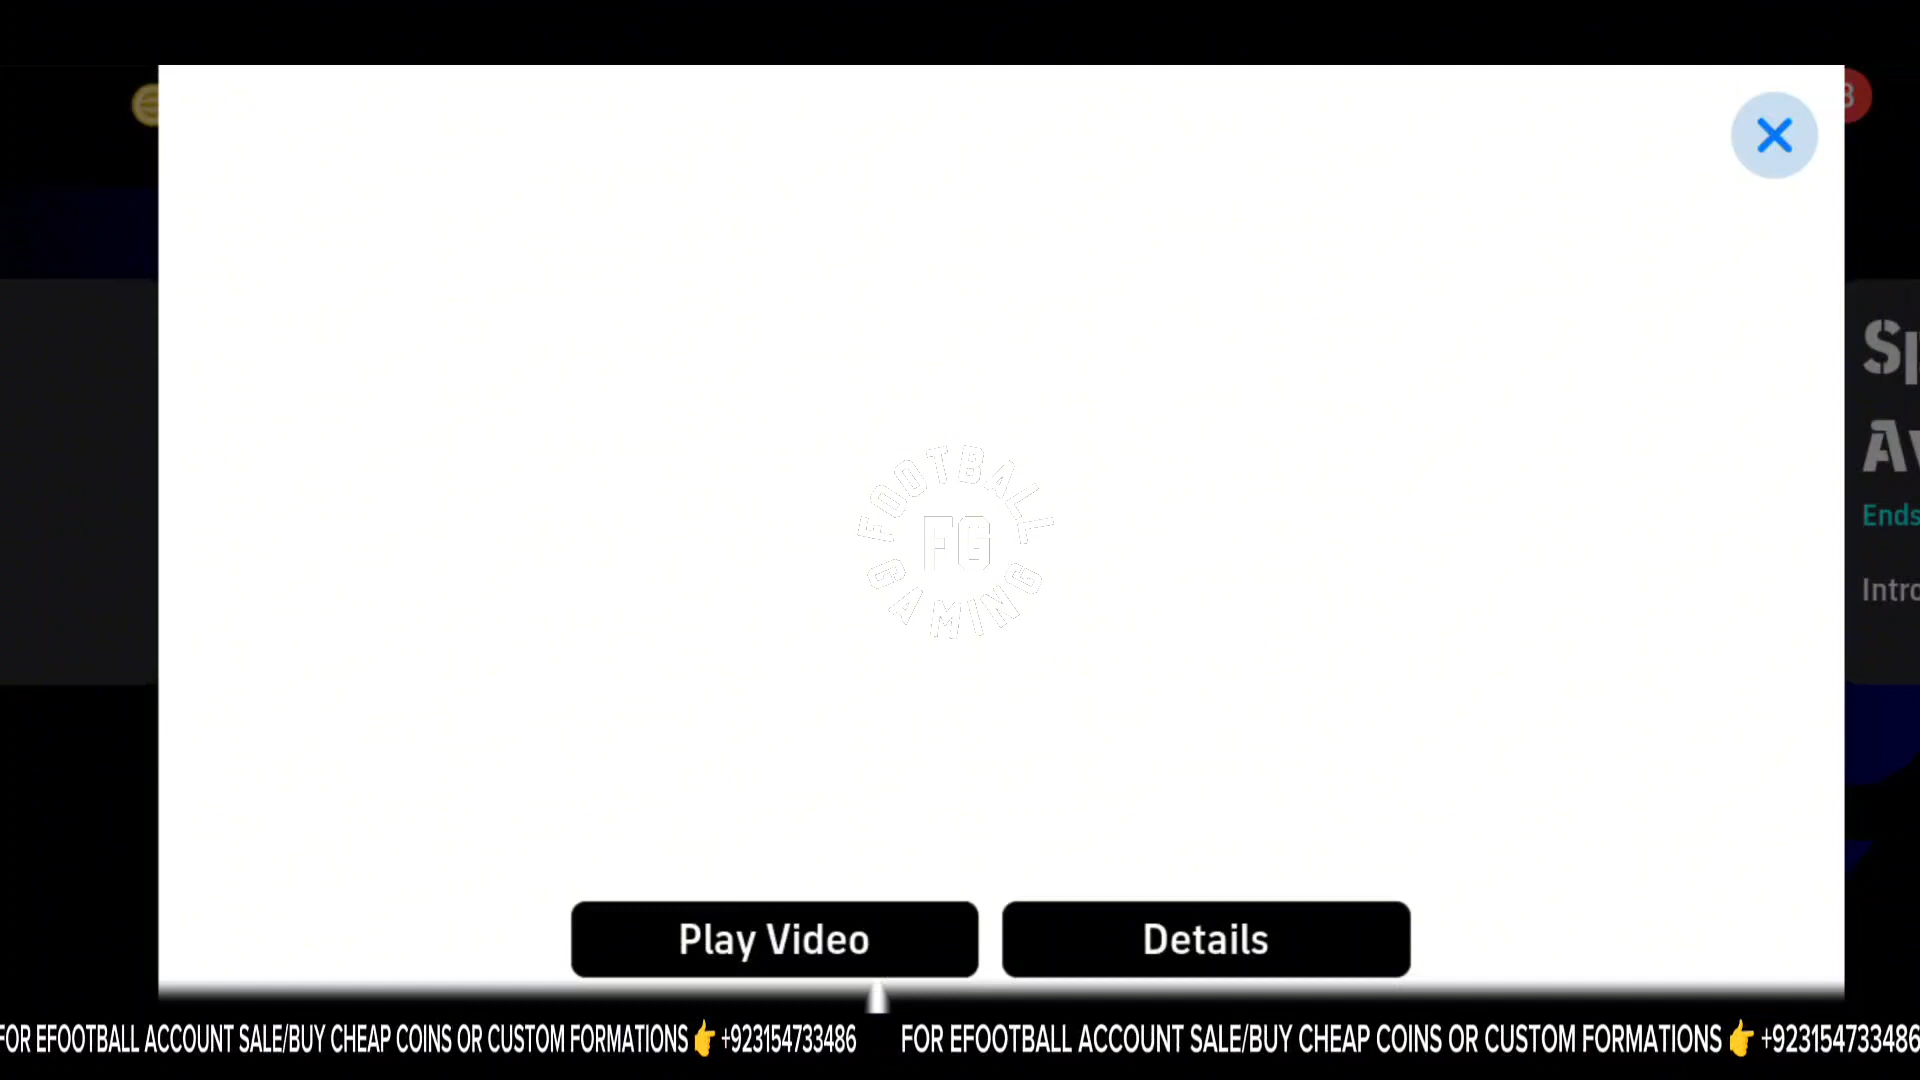 Ends
FOOTBALL
FG
GAMING
Play Video
Details
FOR EFOOTBALL ACCOUNT SALE/BUY CHEAP COINS OR CUSTOM FORMATIONS 👉 +923154733486 FOR EFOOTBALL ACCOUNT SALE/BUY CHEAP COINS OR CUSTOM FORMATIONS 👉 +923154733486